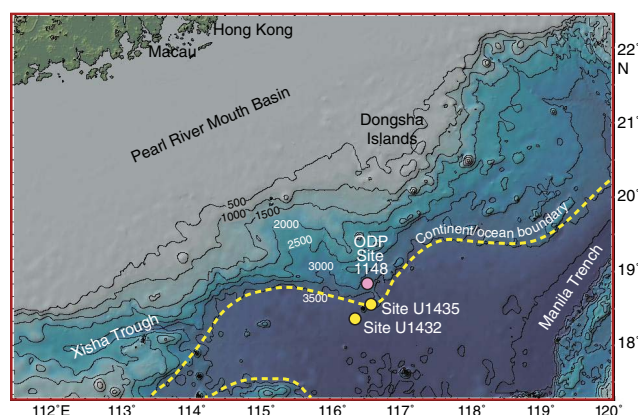 Hong Kong
Macau
22°
N
Pearl River Mouth Basin
Dongsha
Islands
21°
500
1000
1500
20°
2000
2500
Continent/ocean boundary
ODP
Site
1148
3000
19°
3500
Manila Trench
Site U1435
Site U1432
Xisha Trough
18°
112°E
113°
114°
115°
116°
117°
118°
119°
120°